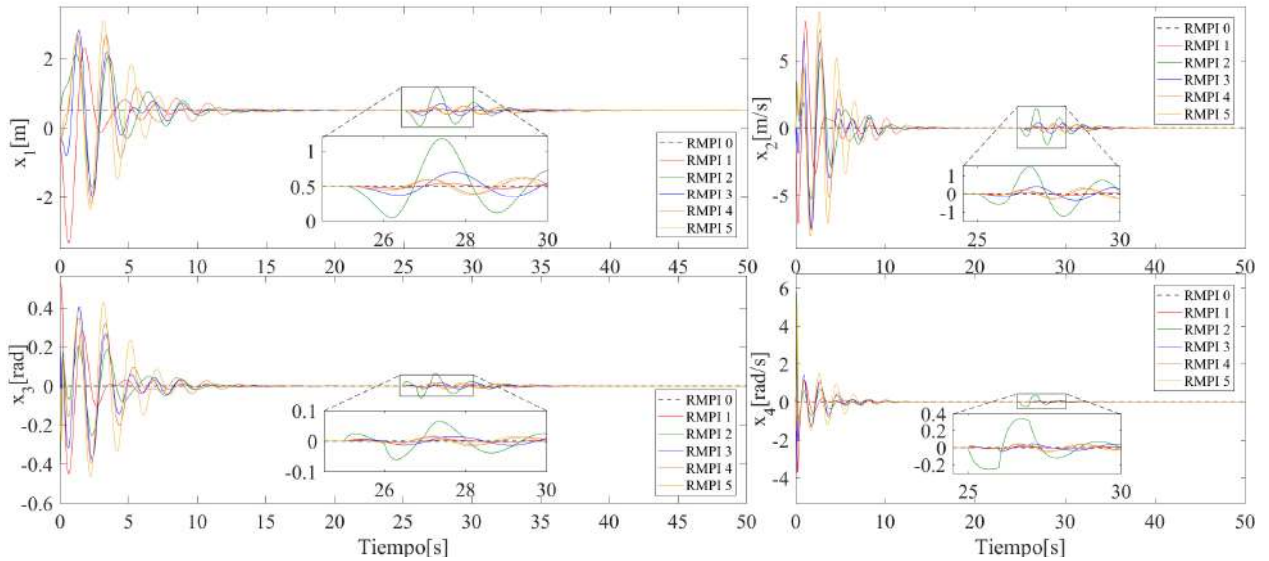 x1[m]
2
0
-2
0 5 10 15 20 25 30 35 40 45 50
RMPI 0
RMPI 1
RMPI 2
RMPI 3
RMPI 4
RMPI 5
1
0.5
0
26 28 30
x2[m/s]
5
0
-5
0 10 20 30 40 50
RMPI 0
RMPI 1
RMPI 2
RMPI 3
RMPI 4
RMPI 5
1
0
-1
25 30
x3[rad]
0.4
0.2
0
-0.2
-0.4
-0.6
0 5 10 15 20 25 30 35 40 45 50
Tiempo[s]
RMPI 0
RMPI 1
RMPI 2
RMPI 3
RMPI 4
RMPI 5
0.1
0
-0.1
26 28 30
x4[rad/s]
6
4
2
0
-2
-4
0 10 20 30 40 50
Tiempo[s]
RMPI 0
RMPI 1
RMPI 2
RMPI 3
RMPI 4
RMPI 5
0.4
0.2
0
-0.2
25 30